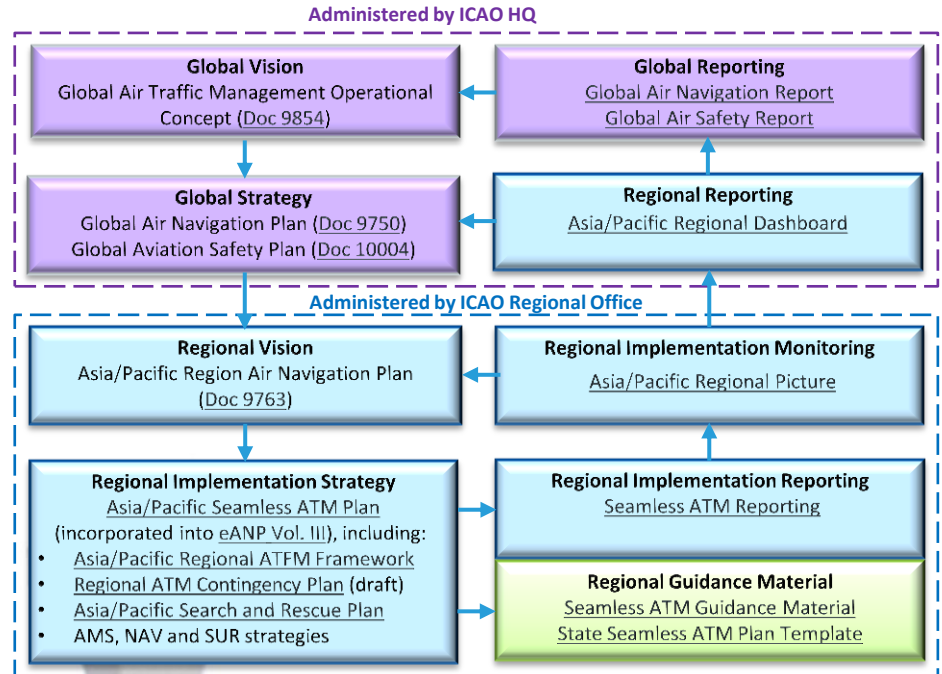 Administered by ICAO HQ
Global Vision
Global Air Traffic Management Operational
Concept (Doc 9854)
Global Reporting
Global Air Navigation Report
Global Air Safety Report
Global Strategy
Global Air Navigation Plan (Doc 9750)
Global Aviation Safety Plan (Doc 10004)
Regional Reporting
Asia/Pacific Regional Dashboard
Administered by ICAO Regional Office
Regional Vision
Asia/Pacific Region Air Navigation Plan
(Doc 9763)
Regional Implementation Monitoring
Asia/Pacific Regional Picture
Regional Implementation Strategy
Asia/Pacific Seamless ATM Plan
(incorporated into eANP Vol. III), including:
• Asia/Pacific Regional ATFM Framework
• Regional ATM Contingency Plan (draft)
• Asia/Pacific Search and Rescue Plan
• AMS, NAV and SUR strategies
Regional Implementation Reporting
Seamless ATM Reporting
Regional Guidance Material
Seamless ATM Guidance Material
State Seamless ATM Plan Template